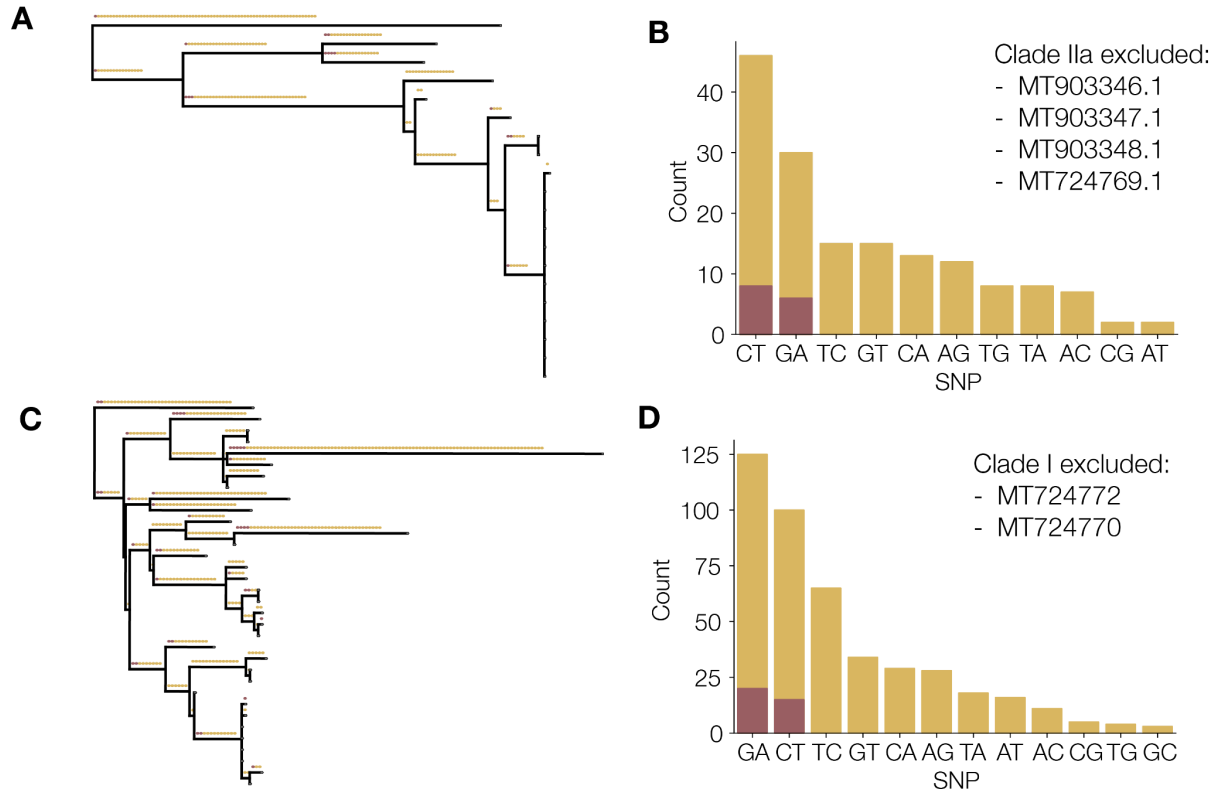 A
B
Clade IIa excluded:
- MT903346.1
- MT903347.1
- MT903348.1
- MT724769.1
Count
40
30
20
10
0
CT GA TC GT CA AG TG TA AC CG AT
SNP
C
D
Clade I excluded:
- MT724772
- MT724770
Count
125
100
75
50
25
0
GA CT TC GT CA AG TA AT AC CG TG GC
SNP